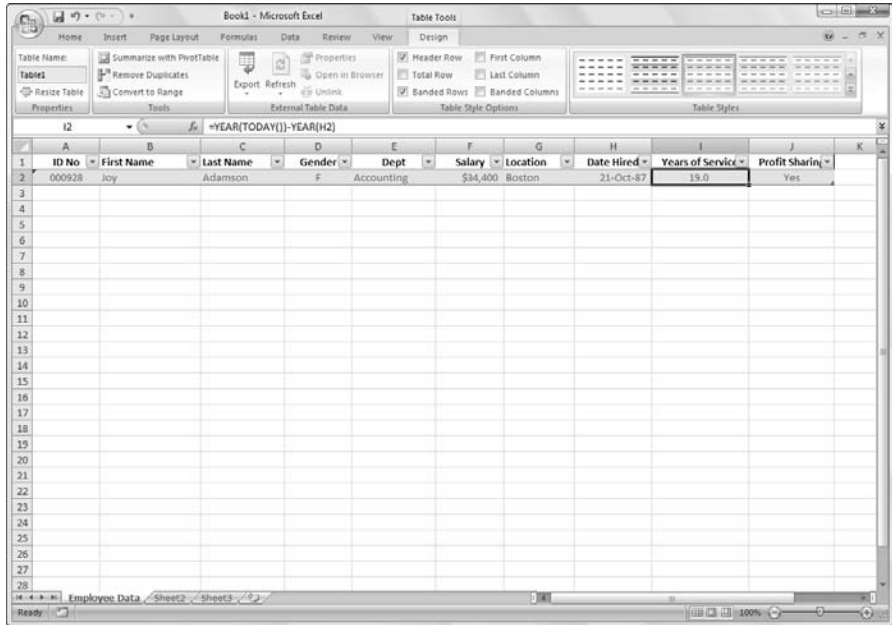 Book1 - Microsoft Excel
Table Tools
Home Insert Page Layout Formulas Data Review View Design
Table Name:
Table1
Resize Table
Properties
Summarize with PivotTable
Remove Duplicates
Convert to Range
Tools
Export
Refresh
Properties
Open in Browser
Unlink
External Table Data
Header Row
Total Row
Banded Rows
First Column
Last Column
Banded Columns
Table Style Options
Table Styles
I2 fx =YEAR(TODAY())-YEAR(H2)
A B C D E F G H I J K
1 ID No First Name Last Name Gender Dept Salary Location Date Hired Years of Service Profit Sharing
2 000928 Joy Adamson F Accounting $34,400 Boston 21-Oct-87 19.0 Yes
3
4
5
6
7
8
9
10
11
12
13
14
15
16
17
18
19
20
21
22
23
24
25
26
27
28
Employee Data Sheet2 Sheet3
Ready 100%